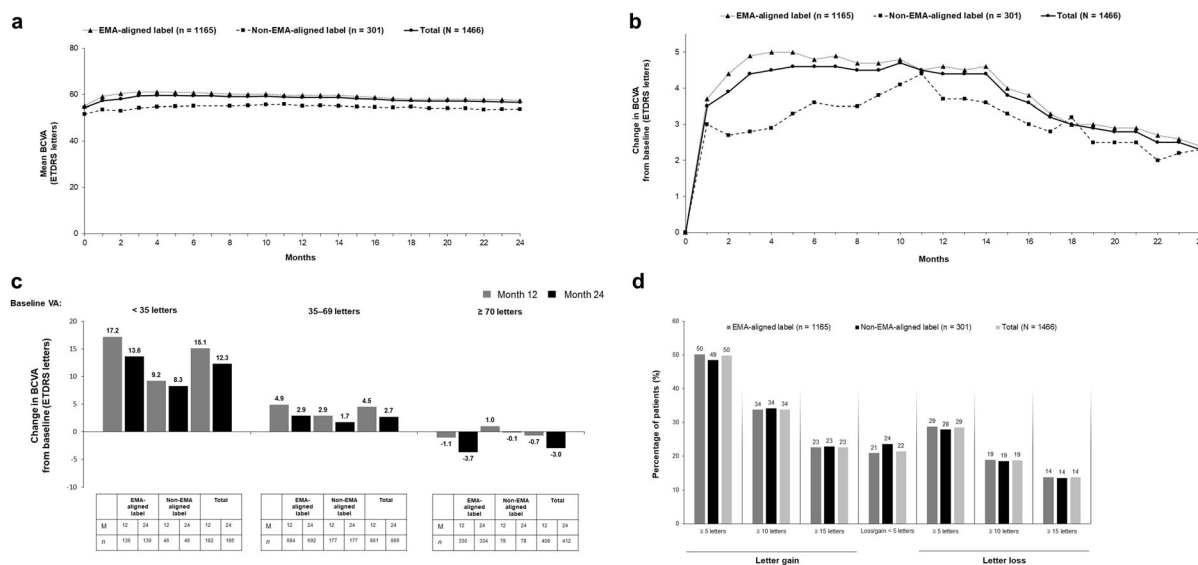 a
EMA-aligned label (n = 1165) Non-EMA-aligned label (n = 301) Total (N = 1466)
80
60
40
20
0
Mean BCVA
(ETDRS letters)
0 2 4 6 8 10 12 14 16 18 20 22 24
Months
b
EMA-aligned label (n = 1165) Non-EMA-aligned label (n = 301) Total (N = 1466)
5
4
3
2
1
0
Change in BCVA
from baseline (ETDRS letters)
0 2 4 6 8 10 12 14 16 18 20 22
Months
c
Month 12 Month 24
Baseline VA:
< 35 letters 35–69 letters ≥ 70 letters
20
15
10
5
0
-5
-10
Change in BCVA
from baseline (ETDRS letters)
17.2 13.6 9.2 8.3 15.1 12.3
4.9 2.9 2.9 1.7 4.5 2.7
-1.1 -3.7 1.0 -0.1 -0.7 -3.0
EMA-aligned label Non-EMA aligned label Total
M 12 24 12 24 12 24
n 136 139 46 46 182 185
EMA-aligned label Non-EMA aligned label Total
M 12 24 12 24 12 24
n 684 692 177 177 861 869
EMA-aligned label Non-EMA aligned label Total
M 12 24 12 24 12 24
n 330 334 78 78 408 412
d
EMA-aligned label (n = 1165) Non-EMA-aligned label (n = 301) Total (N = 1466)
60
50
40
30
20
10
0
Percentage of patients (%)
50 49 50
34 34 34
23 23 23
21 24 22
29 28 29
19 19 19
14 14 14
≥ 5 letters ≥ 10 letters ≥ 15 letters Loss/gain < 5 letters ≥ 5 letters ≥ 10 letters ≥ 15 letters
Letter gain Letter loss